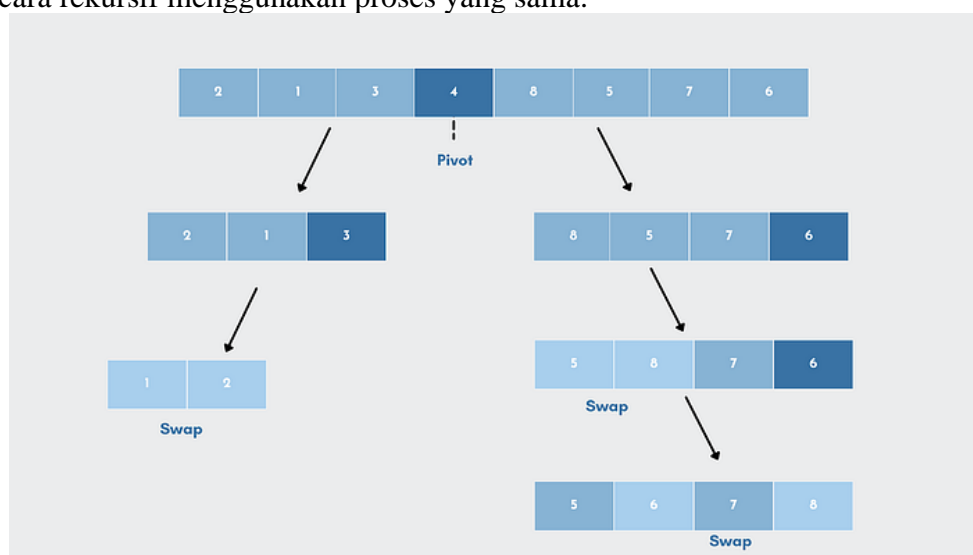 cara rekursif menggunakan proses yang sama.
2 1 3 4 8 5 7 6
Pivot
2 1 3
8 5 7 6
1 2
Swap
5 8 7 6
Swap
5 6 7 8
Swap